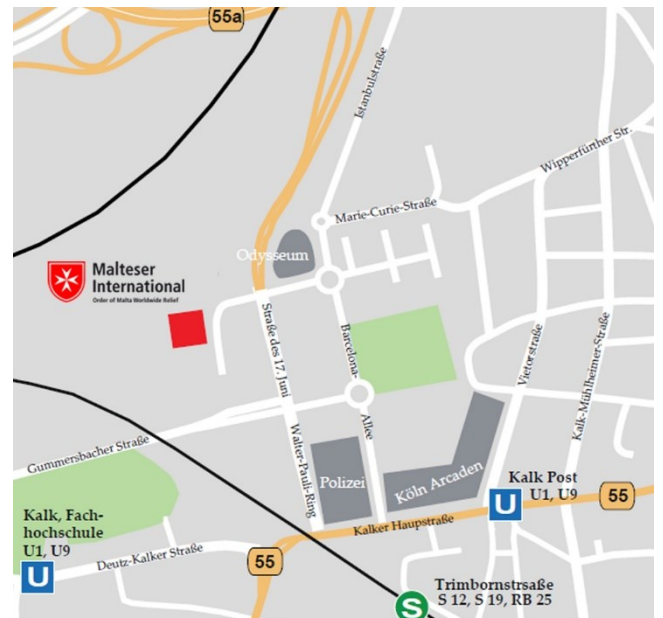 55a
Istanbulstraße
Wipperfürther Str.
Marie-Curie-Straße
Odysseum
Malteser
International
Order of Malta Worldwide Relief
Straße des 17. Juni
Barcelona-
Allee
Vietorstraße
Kalk-Mühlheimer-Straße
Gummersbacher Straße
Walter-Pauli-Ring
Polizei
Köln Arcaden
Kalk Post
U1, U9
U
55
Kalker Hauptstraße
Kalk, Fach-
hochschule
U1, U9
U
Deutz-Kalker Straße
55
Trimbornstrsaße
S 12, S 19, RB 25
S